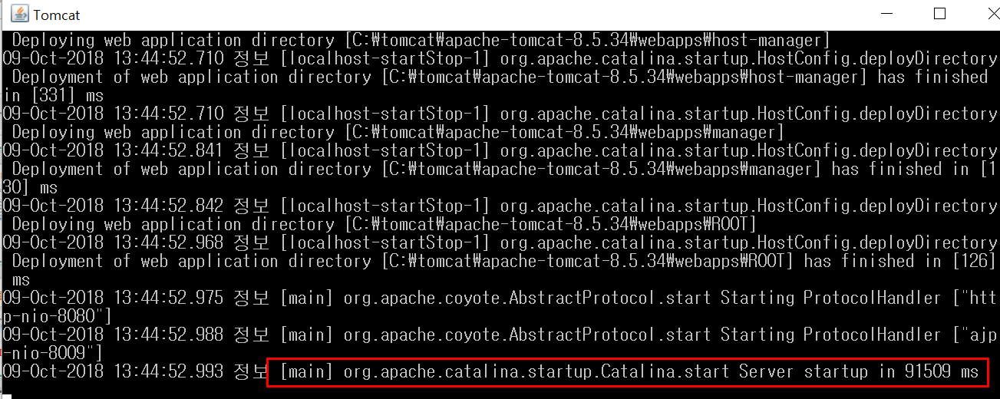 Tomcat
Deploying web application directory [C:₩tomcat₩apache-tomcat-8.5.34₩webapps₩host-manager]
09-Oct-2018 13:44:52.710 정보 [localhost-startStop-1] org.apache.catalina.startup.HostConfig.deployDirectory
Deployment of web application directory [C:₩tomcat₩apache-tomcat-8.5.34₩webapps₩host-manager] has finished
in [331] ms
09-Oct-2018 13:44:52.710 정보 [localhost-startStop-1] org.apache.catalina.startup.HostConfig.deployDirectory
Deploying web application directory [C:₩tomcat₩apache-tomcat-8.5.34₩webapps₩manager]
09-Oct-2018 13:44:52.841 정보 [localhost-startStop-1] org.apache.catalina.startup.HostConfig.deployDirectory
Deployment of web application directory [C:₩tomcat₩apache-tomcat-8.5.34₩webapps₩manager] has finished in [1
30] ms
09-Oct-2018 13:44:52.842 정보 [localhost-startStop-1] org.apache.catalina.startup.HostConfig.deployDirectory
Deploying web application directory [C:₩tomcat₩apache-tomcat-8.5.34₩webapps₩ROOT]
09-Oct-2018 13:44:52.968 정보 [localhost-startStop-1] org.apache.catalina.startup.HostConfig.deployDirectory
Deployment of web application directory [C:₩tomcat₩apache-tomcat-8.5.34₩webapps₩ROOT] has finished in [126]
ms
09-Oct-2018 13:44:52.975 정보 [main] org.apache.coyote.AbstractProtocol.start Starting ProtocolHandler ["htt
p-nio-8080"]
09-Oct-2018 13:44:52.988 정보 [main] org.apache.coyote.AbstractProtocol.start Starting ProtocolHandler ["ajp
-nio-8009"]
09-Oct-2018 13:44:52.993 정보 [main] org.apache.catalina.startup.Catalina.start Server startup in 91509 ms